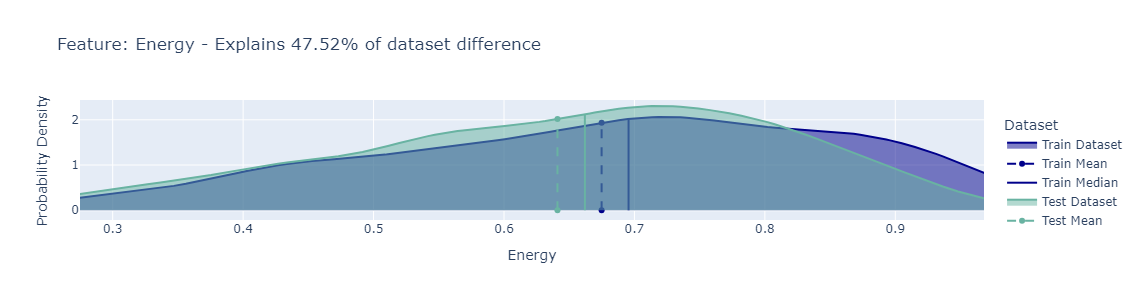 Feature: Energy - Explains 47.52% of dataset difference
Probability Density
2
1
0
0.3 0.4 0.5 0.6 0.7 0.8 0.9
Energy
Dataset
Train Dataset
Train Mean
Train Median
Test Dataset
Test Mean